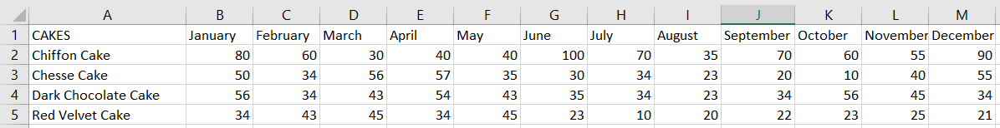 A B C D E F G H I J K L M
1 CAKES January February March April May June July August September October November December
2 Chiffon Cake 80 60 30 40 40 100 70 35 70 60 55 90
3 Chesse Cake 50 34 56 57 35 30 34 23 20 10 40 55
4 Dark Chocolate Cake 56 34 43 54 43 35 34 23 34 56 45 34
5 Red Velvet Cake 34 43 45 34 45 23 10 20 22 23 25 21